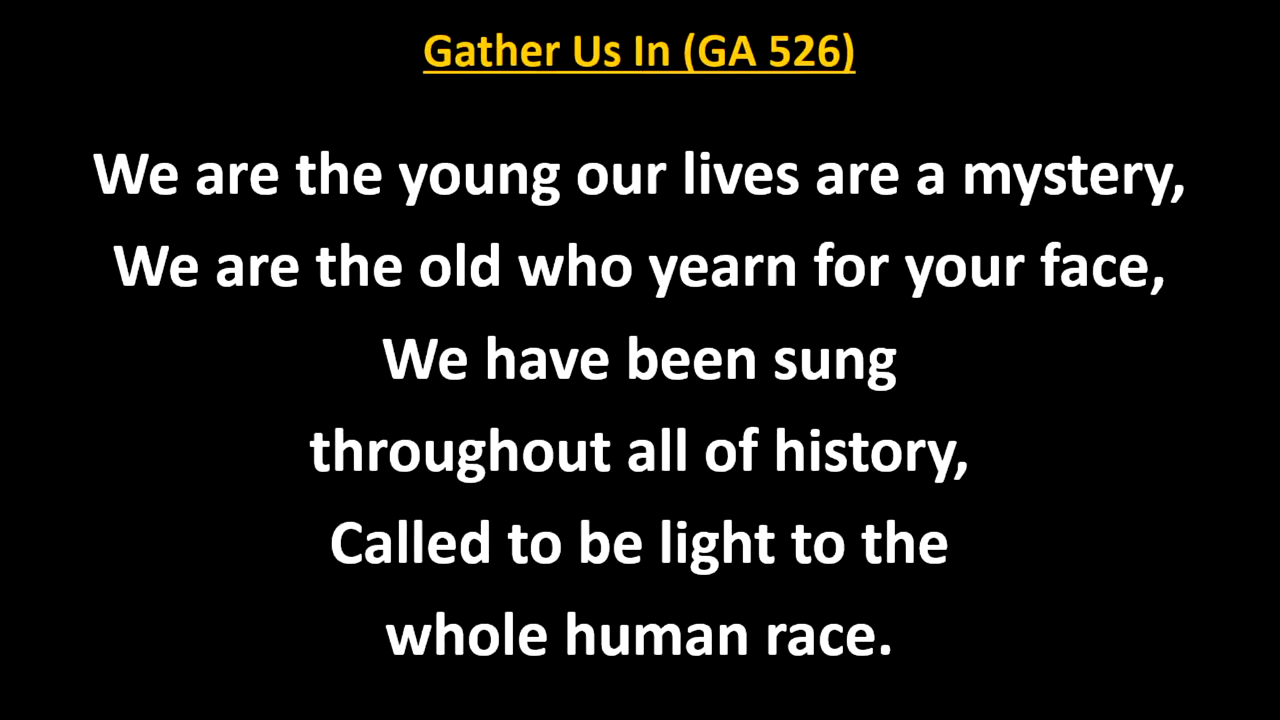 Gather Us In (GA 526)
We are the young our lives are a mystery,
We are the old who yearn for your face,
We have been sung
throughout all of history,
Called to be light to the
whole human race.